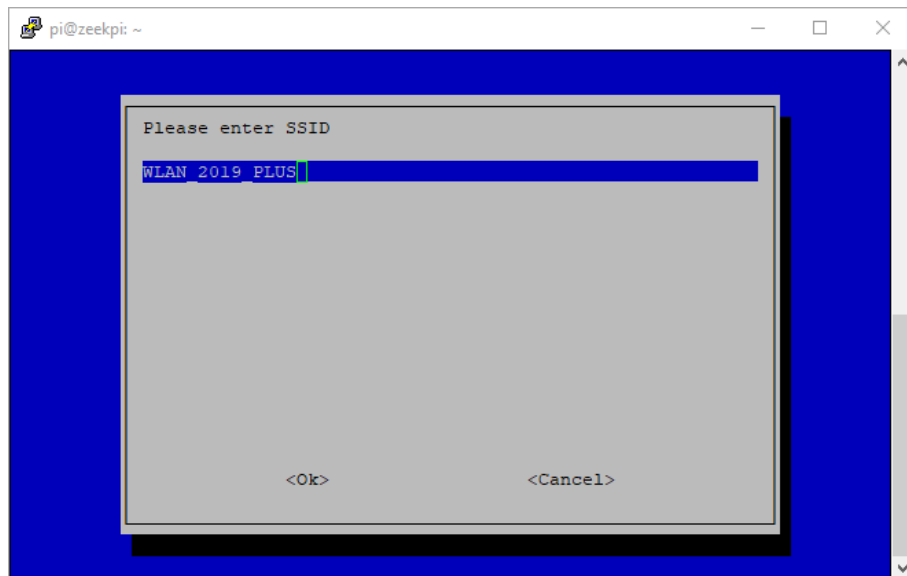 pi@zeekpi: ~
Please enter SSID
WLAN_2019_PLUS
<Ok> <Cancel>